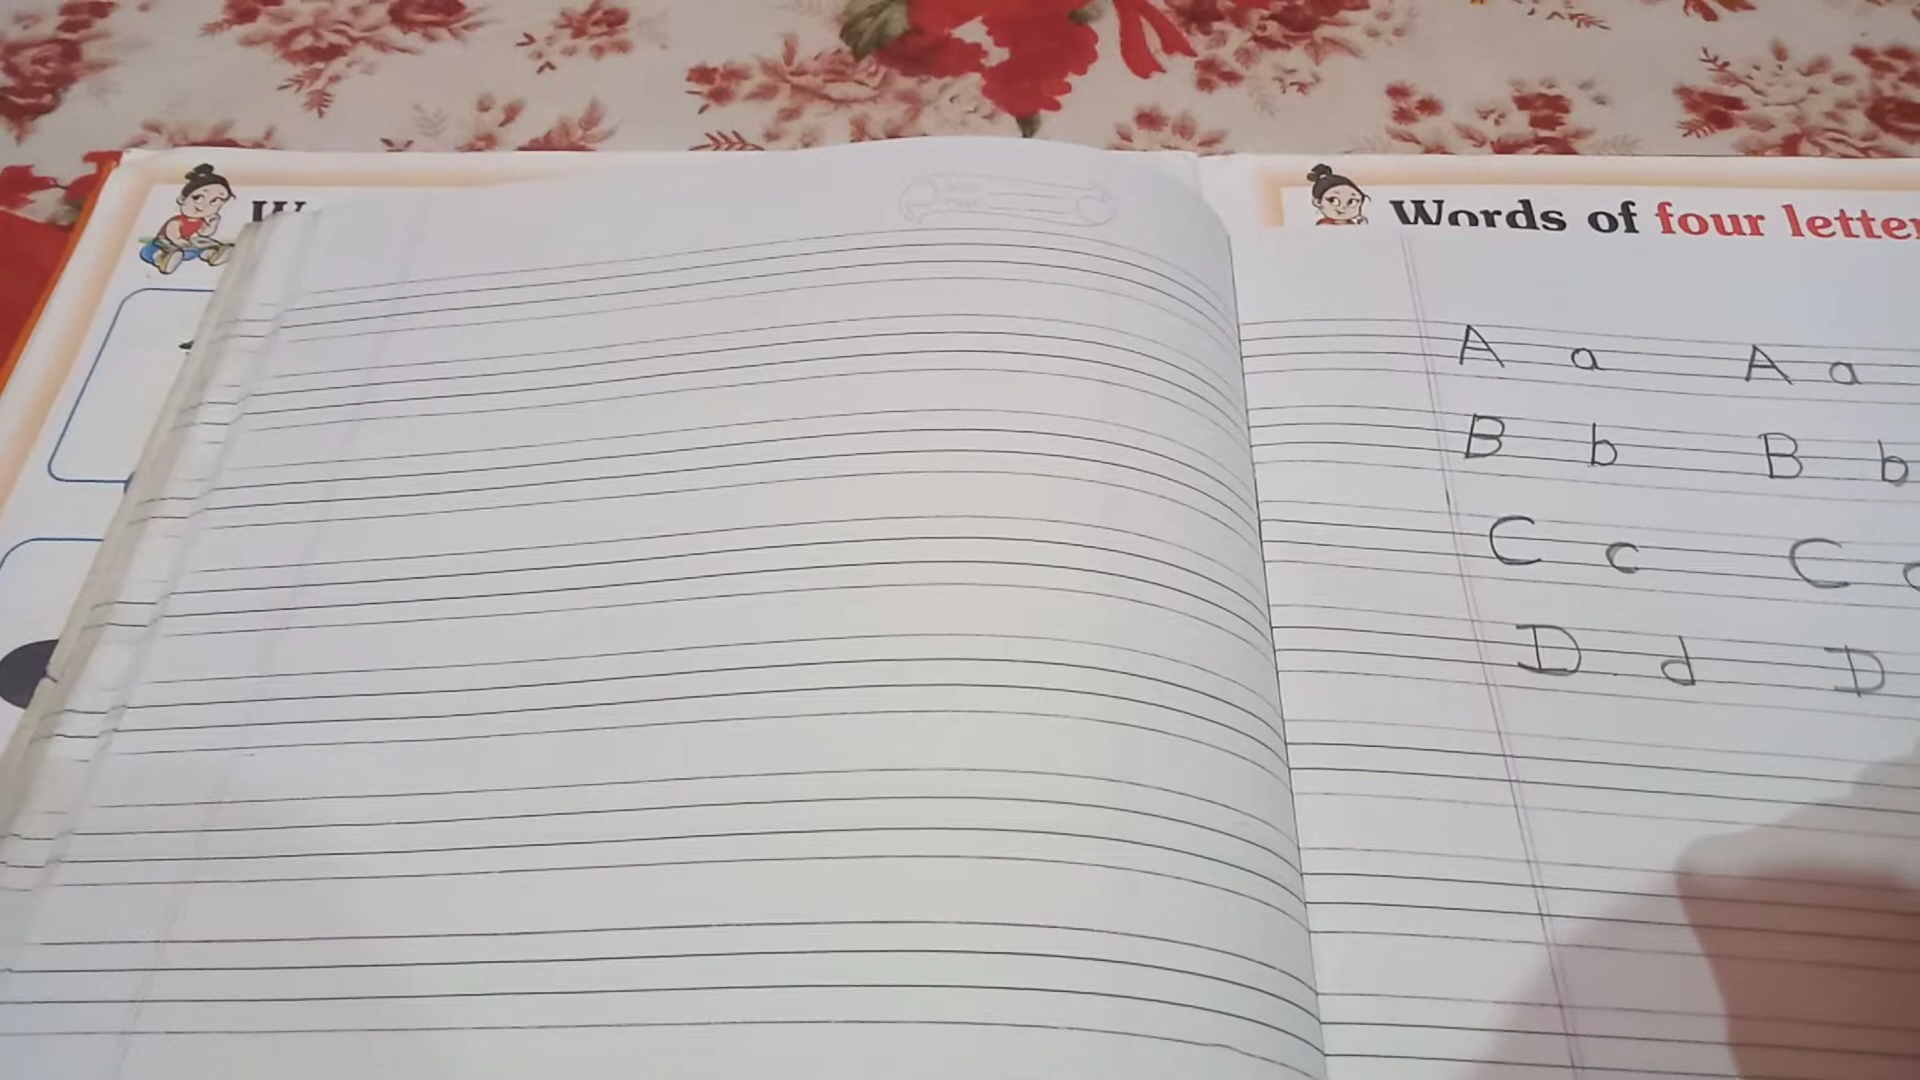 W
Words of four letter
A a A a
B b B b
C c C c
D d D